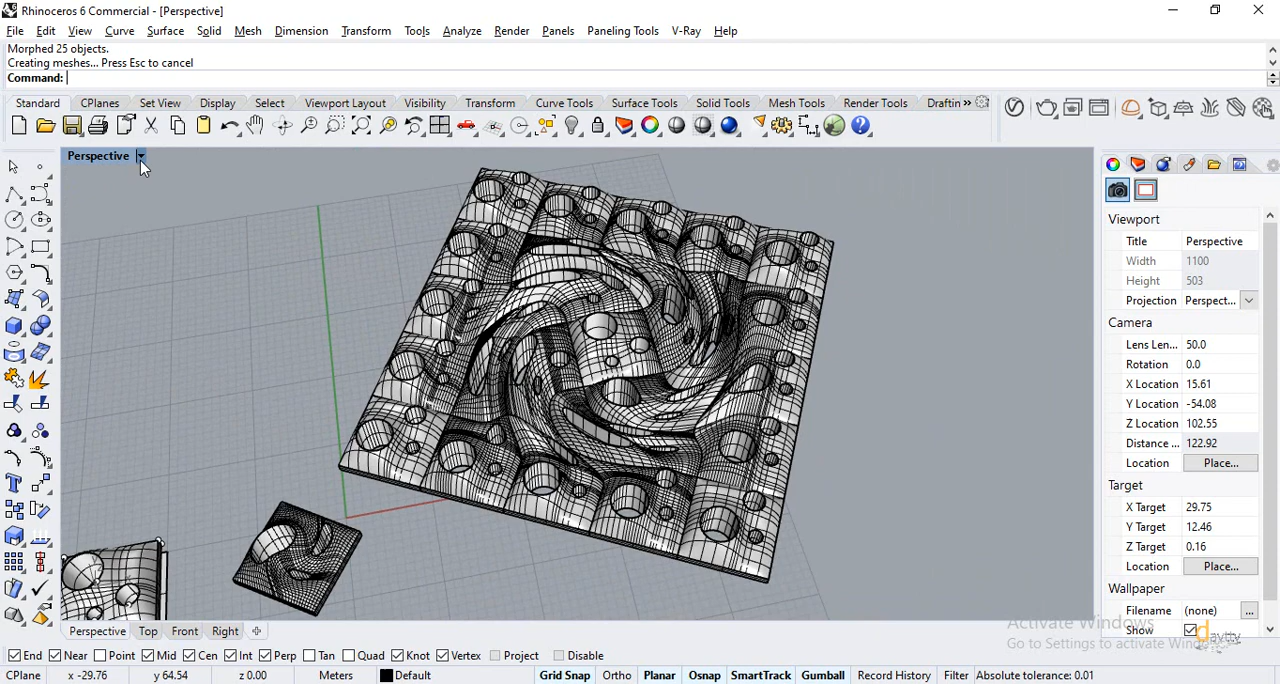 Rhinoceros 6 Commercial - [Perspective]
File Edit View Curve Surface Solid Mesh Dimension Transform Tools Analyze Render Panels Paneling Tools V-Ray Help
Morphed 25 objects.
Creating meshes... Press Esc to cancel
Command:
Standard CPlanes Set View Display Select Viewport Layout Visibility Transform Curve Tools Surface Tools Solid Tools Mesh Tools Render Tools Draftin »
Perspective
Viewport
Title Perspective
Width 1100
Height 503
Projection Perspect...
Camera
Lens Len... 50.0
Rotation 0.0
X Location 15.61
Y Location -54.08
Z Location 102.55
Distance ... 122.92
Location Place...
Target
X Target 29.75
Y Target 12.46
Z Target 0.16
Location Place...
Wallpaper
Filename (none) ...
Show
Activate Windows
Go to Settings to activate Windows.
Perspective Top Front Right
End Near Point Mid Cen Int Perp Tan Quad Knot Vertex Project Disable
CPlane x -29.76 y 64.54 z 0.00 Meters Default Grid Snap Ortho Planar Osnap SmartTrack Gumball Record History Filter Absolute tolerance: 0.01